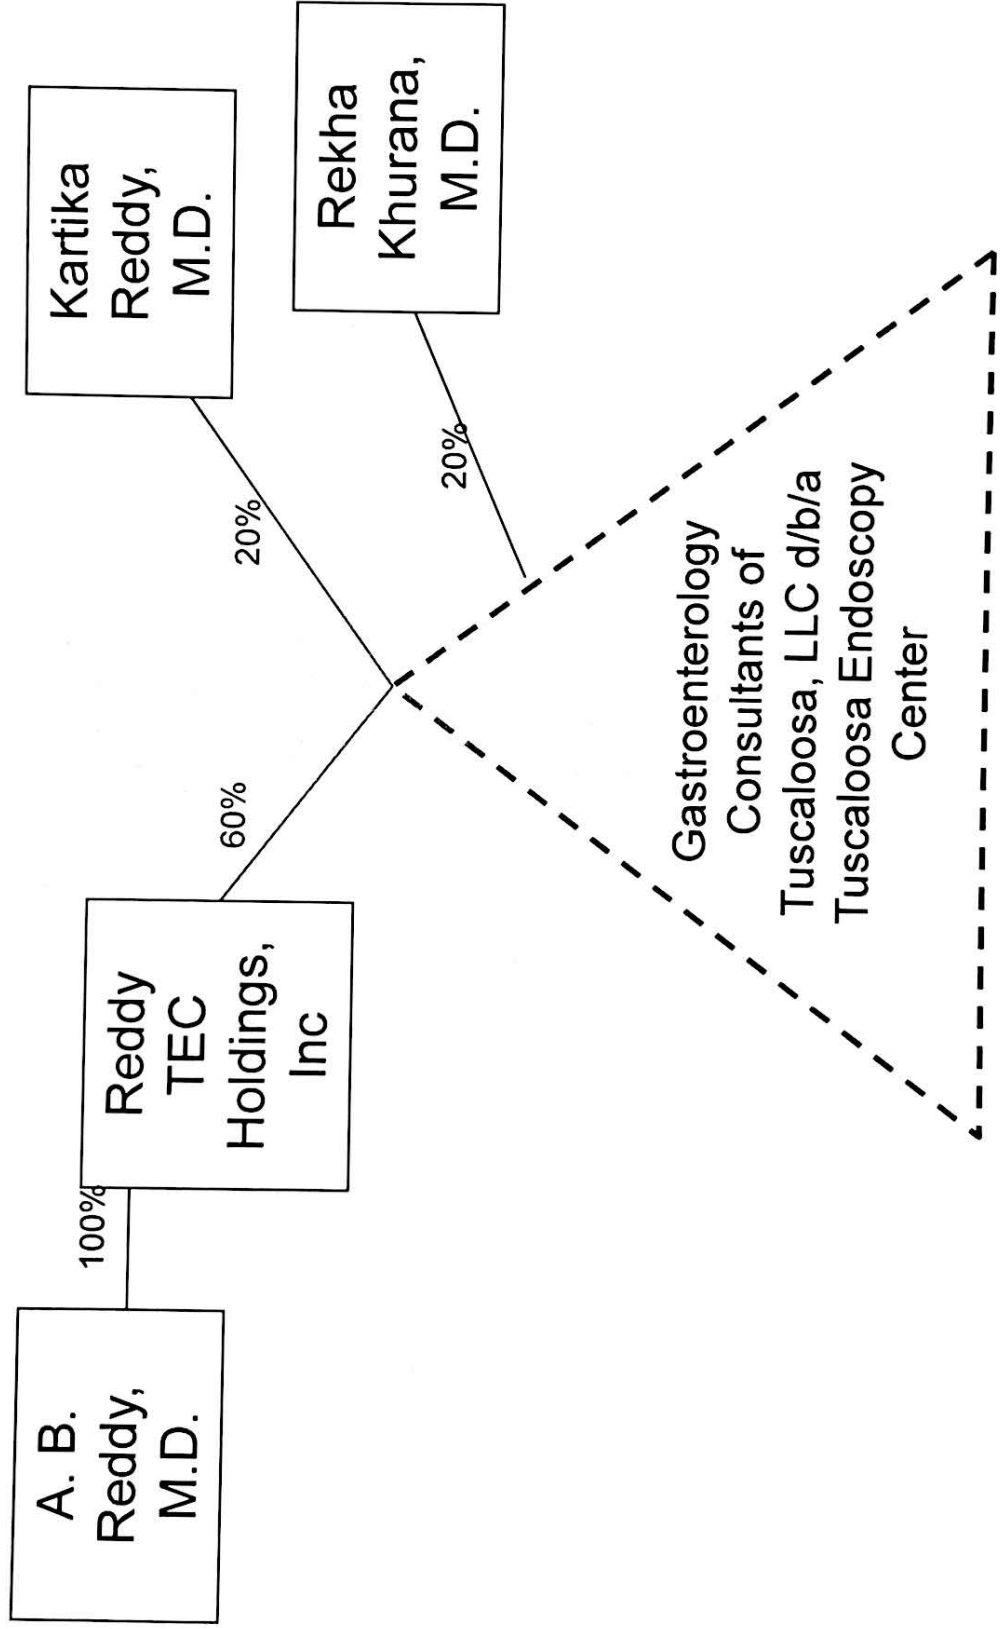 A. B.
Reddy,
M.D.
100%
Reddy
TEC
Holdings,
Inc
60%
20%
Kartika
Reddy,
M.D.
20%
Rekha
Khurana,
M.D.
Gastroenterology
Consultants of
Tuscaloosa, LLC d/b/a
Tuscaloosa Endoscopy
Center